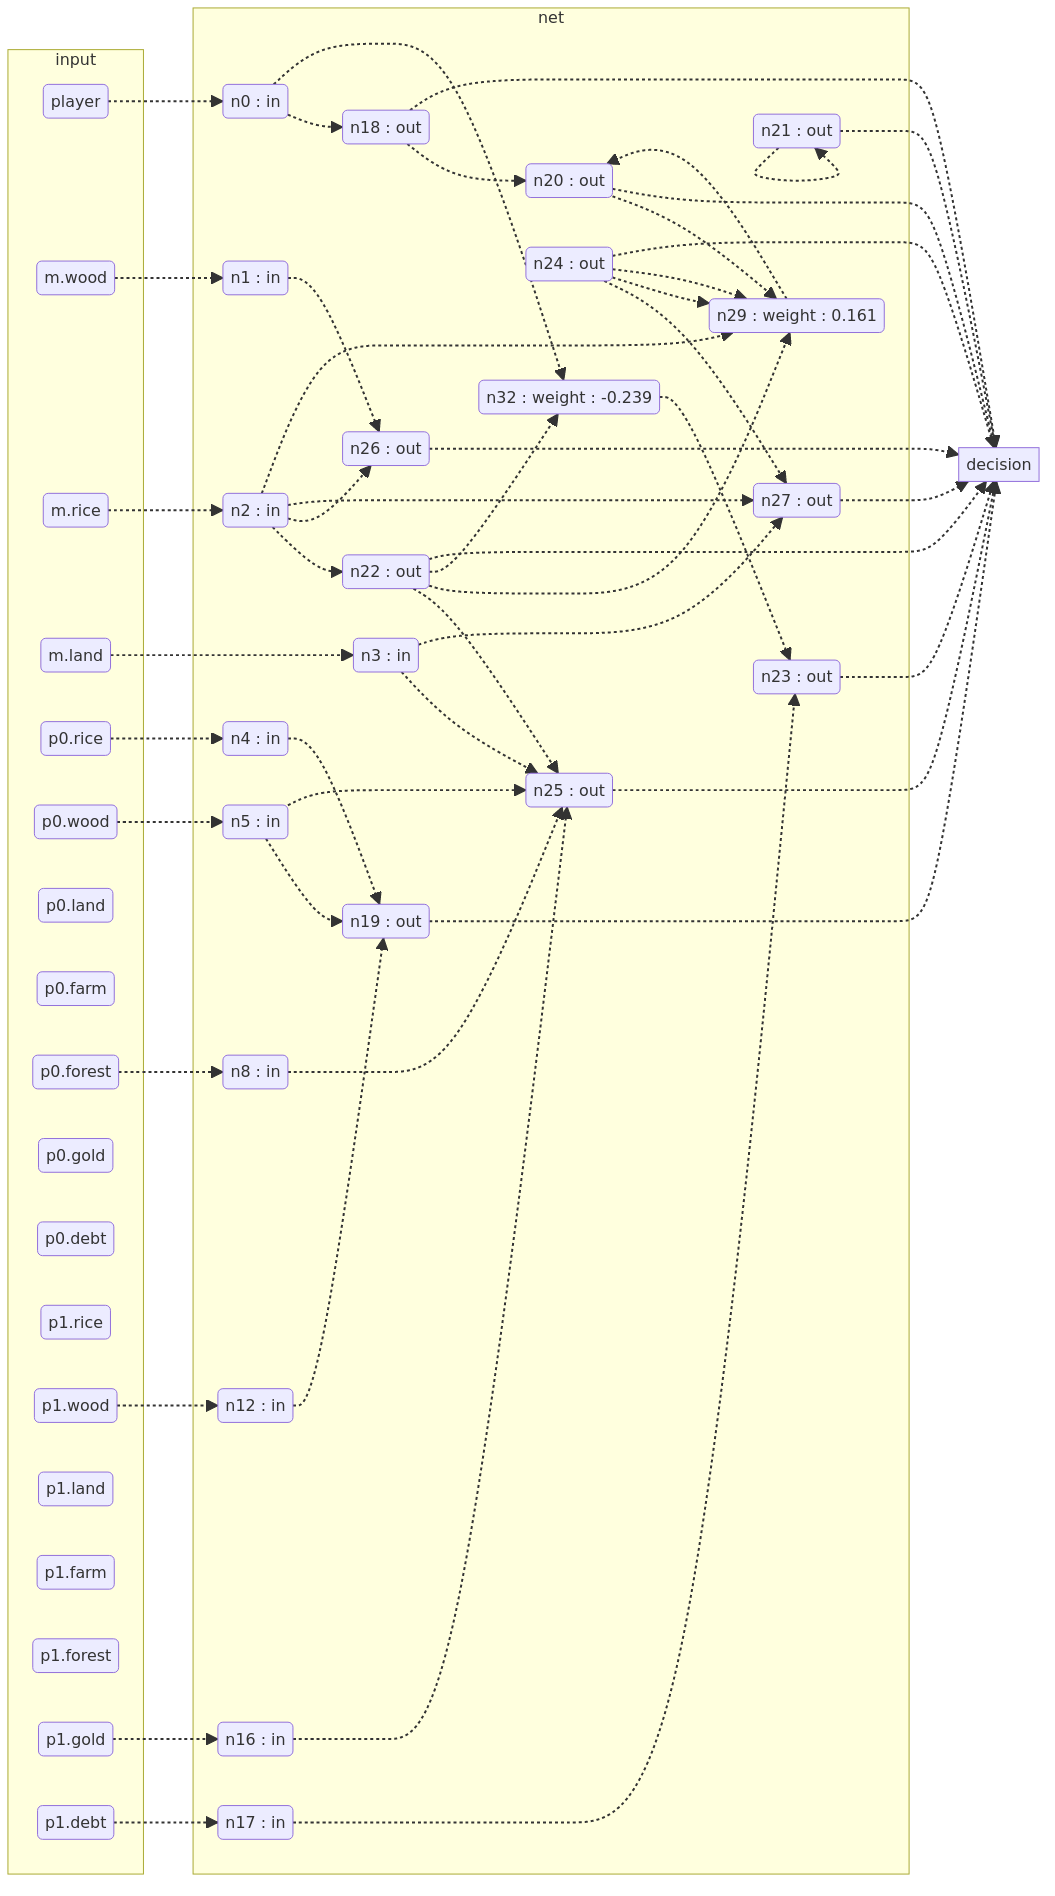 net
input
player
n0 : in
n18 : out
n21 : out
n20 : out
n24 : out
m.wood
n1 : in
n29 : weight : 0.161
n32 : weight : -0.239
n26 : out
decision
m.rice
n2 : in
n27 : out
n22 : out
m.land
n3 : in
n23 : out
p0.rice
n4 : in
n25 : out
p0.wood
n5 : in
p0.land
n19 : out
p0.farm
p0.forest
n8 : in
p0.gold
p0.debt
p1.rice
p1.wood
n12 : in
p1.land
p1.farm
p1.forest
p1.gold
n16 : in
p1.debt
n17 : in